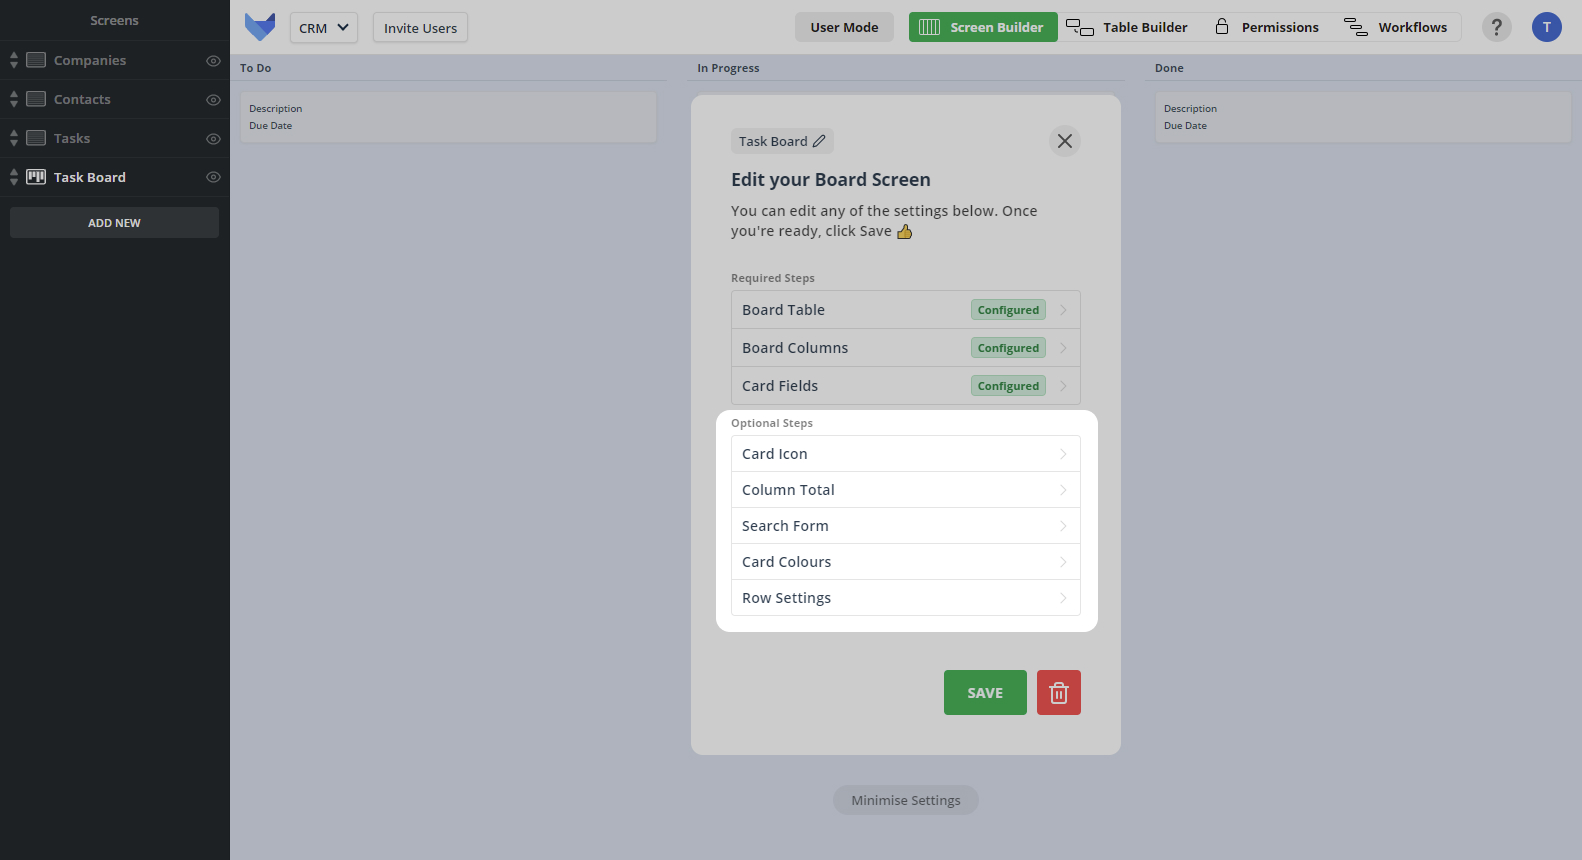 Screens
Companies
Contacts
Tasks
Task Board
ADD NEW
CRM
Invite Users
User Mode
Screen Builder
Table Builder
Permissions
Workflows
?
T
To Do
Description
Due Date
In Progress
Done
Description
Due Date
Task Board
Edit your Board Screen
You can edit any of the settings below. Once
you're ready, click Save 👍
Required Steps
Board Table
Configured
Board Columns
Configured
Card Fields
Configured
Optional Steps
Card Icon
Column Total
Search Form
Card Colours
Row Settings
SAVE
Minimise Settings